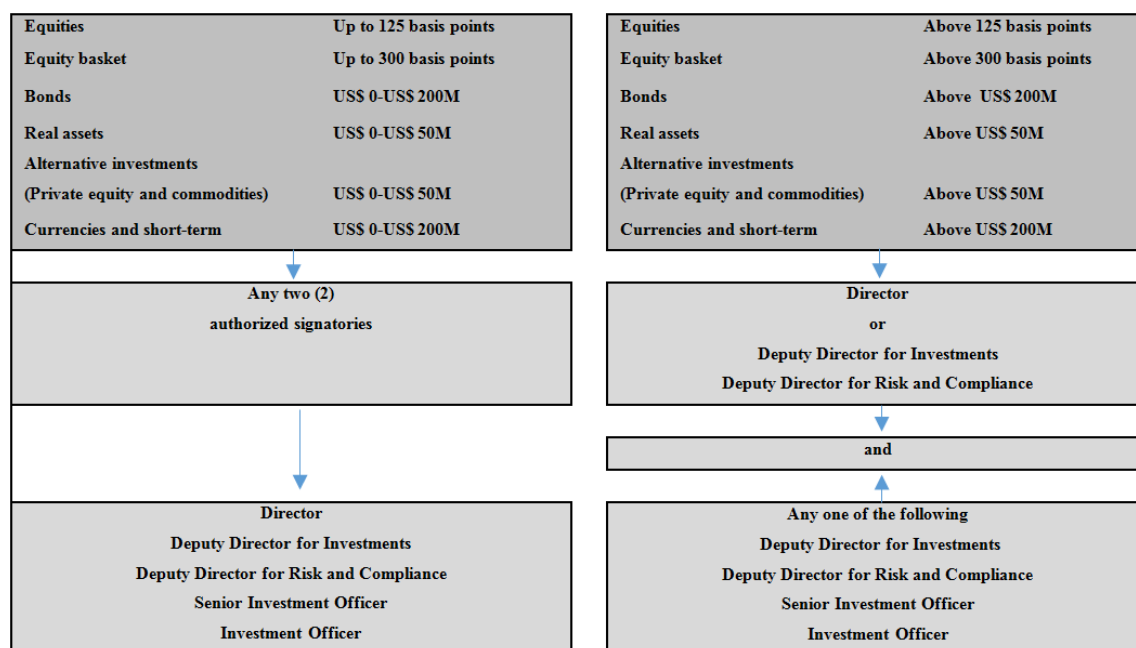 Equities Up to 125 basis points
Equity basket Up to 300 basis points
Bonds US$ 0-US$ 200M
Real assets US$ 0-US$ 50M
Alternative investments
(Private equity and commodities) US$ 0-US$ 50M
Currencies and short-term US$ 0-US$ 200M
Any two (2)
authorized signatories
Director
Deputy Director for Investments
Deputy Director for Risk and Compliance
Senior Investment Officer
Investment Officer
Equities Above 125 basis points
Equity basket Above 300 basis points
Bonds Above US$ 200M
Real assets Above US$ 50M
Alternative investments
(Private equity and commodities) Above US$ 50M
Currencies and short-term Above US$ 200M
Director
or
Deputy Director for Investments
Deputy Director for Risk and Compliance
and
Any one of the following
Deputy Director for Investments
Deputy Director for Risk and Compliance
Senior Investment Officer
Investment Officer